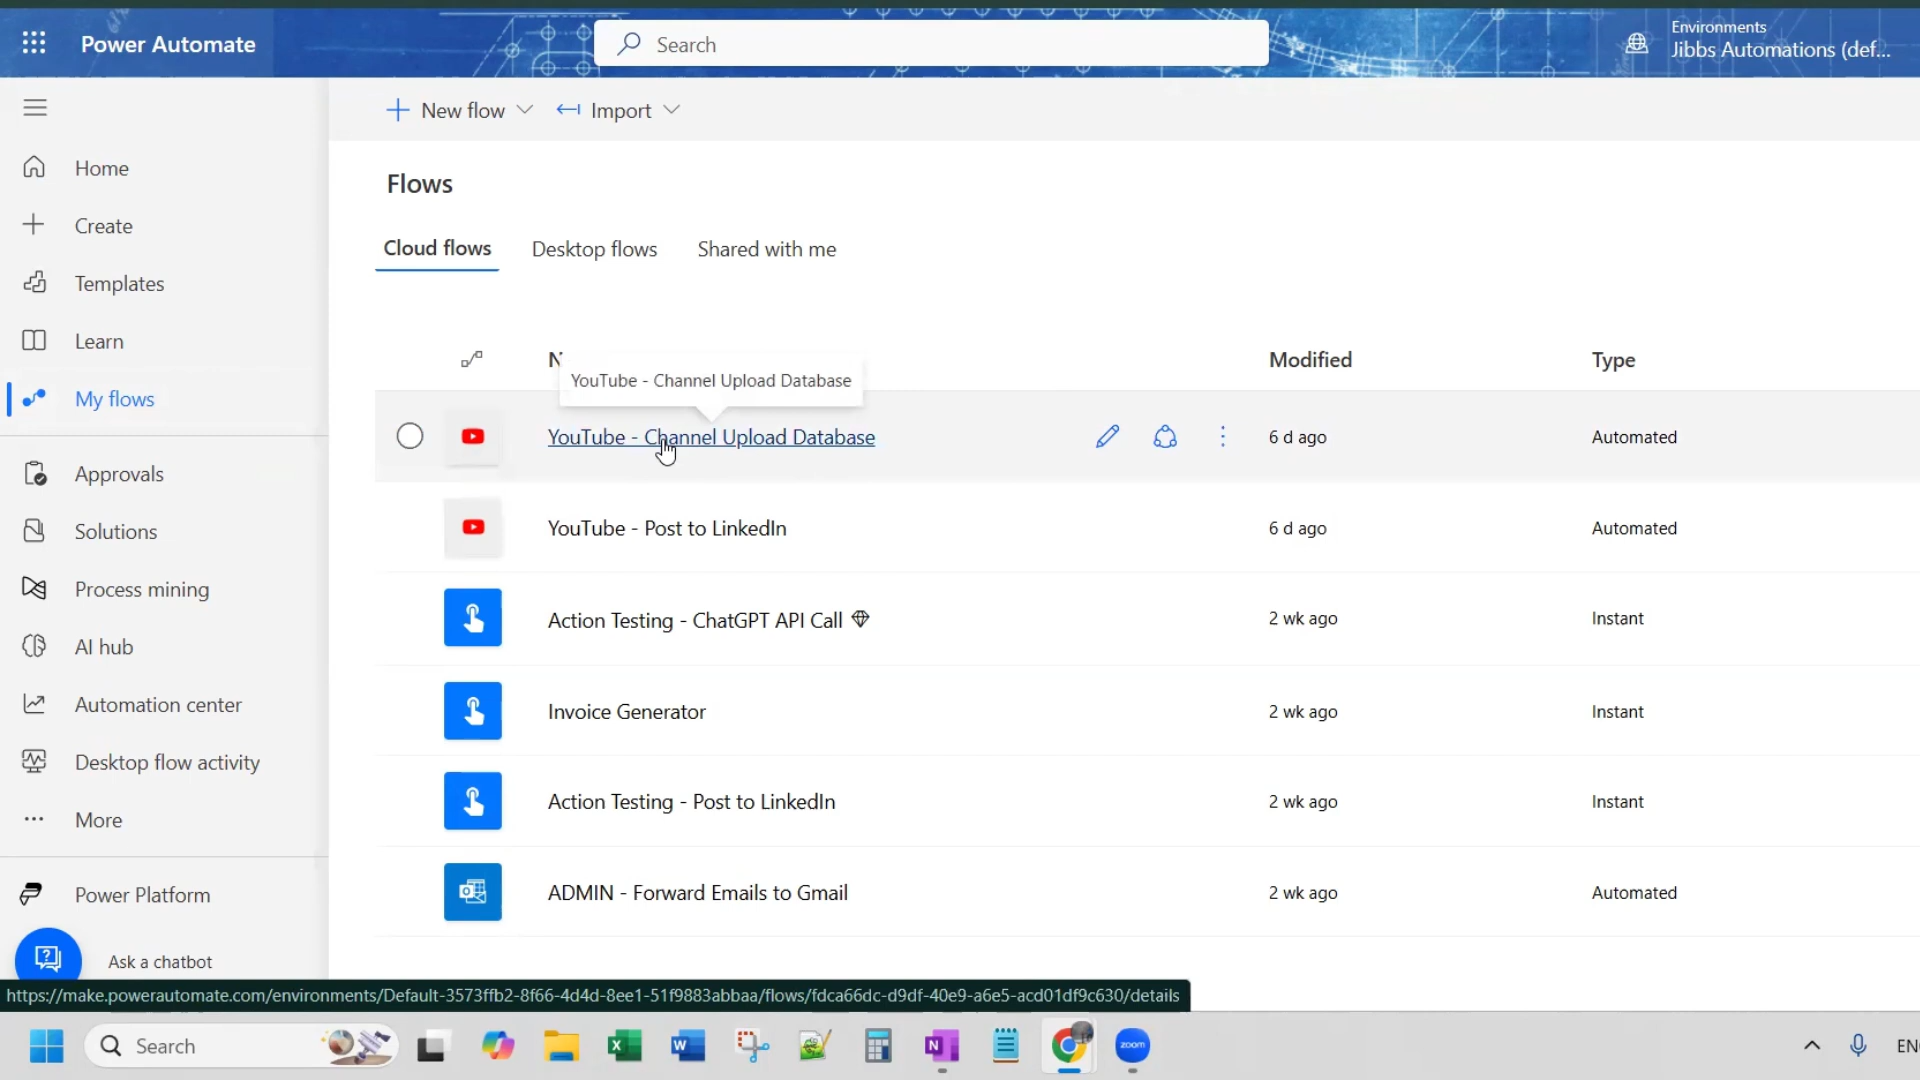 Power Automate
Search
Environments
Jibbs Automations (def...
New flow
Import
Home
Create
Templates
Learn
My flows
Approvals
Solutions
Process mining
AI hub
Automation center
Desktop flow activity
More
Power Platform
Ask a chatbot
Flows
Cloud flows
Desktop flows
Shared with me
Modified
Type
YouTube - Channel Upload Database
YouTube - Channel Upload Database
6 d ago
Automated
YouTube - Post to LinkedIn
6 d ago
Automated
Action Testing - ChatGPT API Call
2 wk ago
Instant
Invoice Generator
2 wk ago
Instant
Action Testing - Post to LinkedIn
2 wk ago
Instant
ADMIN - Forward Emails to Gmail
2 wk ago
Automated
https://make.powerautomate.com/environments/Default-3573ffb2-8f66-4d4d-8ee1-51f9883abbaa/flows/fdca66dc-d9df-40e9-a6e5-acd01df9c630/details
Search
zoom